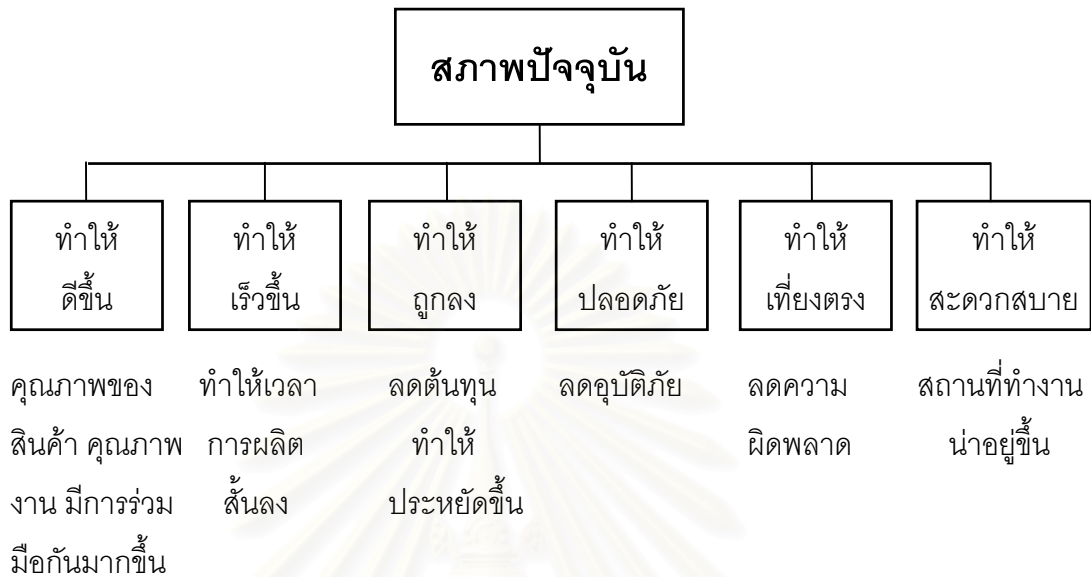 สภาพปัจจุบัน
ทำให้
ดีขึ้น
ทำให้
เร็วขึ้น
ทำให้
ถูกลง
ทำให้
ปลอดภัย
ทำให้
เที่ยงตรง
ทำให้
สะดวกสบาย
คุณภาพของ
สินค้า คุณภาพ
งาน มีการร่วม
มือกันมากขึ้น
ทำให้เวลา
การผลิต
สั้นลง
ลดต้นทุน
ทำให้
ประหยัดขึ้น
ลดอุบัติภัย
ลดความ
ผิดพลาด
สถานที่ทำงาน
น่าอยู่ขึ้น